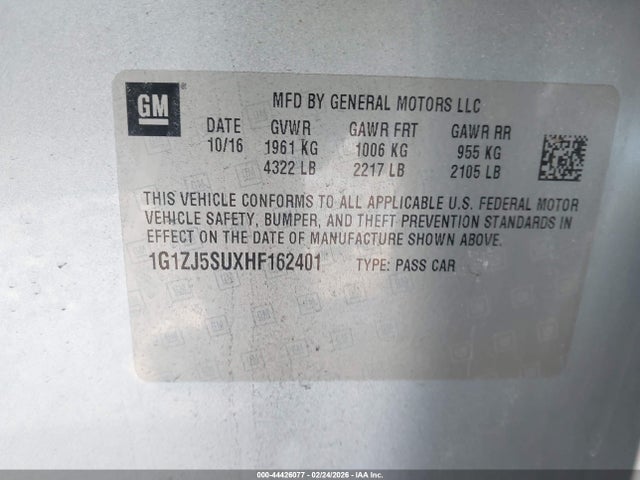 GM
MFD BY GENERAL MOTORS LLC
DATE GVWR GAWR FRT GAWR RR
10/16 1961 KG 1006 KG 955 KG
4322 LB 2217 LB 2105 LB
THIS VEHICLE CONFORMS TO ALL APPLICABLE U.S. FEDERAL MOTOR
VEHICLE SAFETY, BUMPER, AND THEFT PREVENTION STANDARDS IN
EFFECT ON THE DATE OF MANUFACTURE SHOWN ABOVE.
1G1ZJ5SUXHF162401 TYPE: PASS CAR
000-44426077 - 02/24/2026 - IAA Inc.